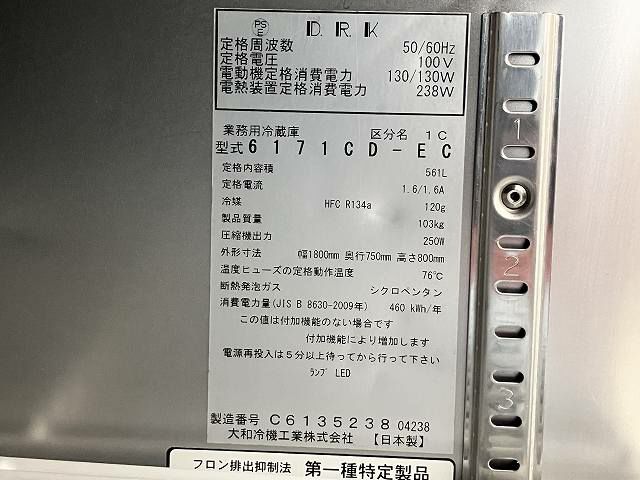 PS E D.R.K
定格周波数 50/60Hz
定格電圧 100V
電動機定格消費電力 130/130W
電熱装置定格消費電力 238W
業務用冷蔵庫 区分名 1C
型式 6171CD-EC
定格内容積 561L
定格電流 1.6/1.6A
冷媒 HFC R134a 120g
製品質量 103kg
圧縮機出力 250W
外形寸法 幅1800mm 奥行750mm 高さ800mm
温度ヒューズの定格動作温度 76℃
断熱発泡ガス シクロペンタン
消費電力量(JIS B 8630-2009年) 460 kWh/年
この値は付加機能のない場合です
付加機能により増加します
電源再投入は5分以上待ってから行って下さい
ﾗﾝﾌﾟ LED
製造番号 C6135238 04238
大和冷機工業株式会社 【日本製】
フロン排出抑制法 第一種特定製品
1
2
3